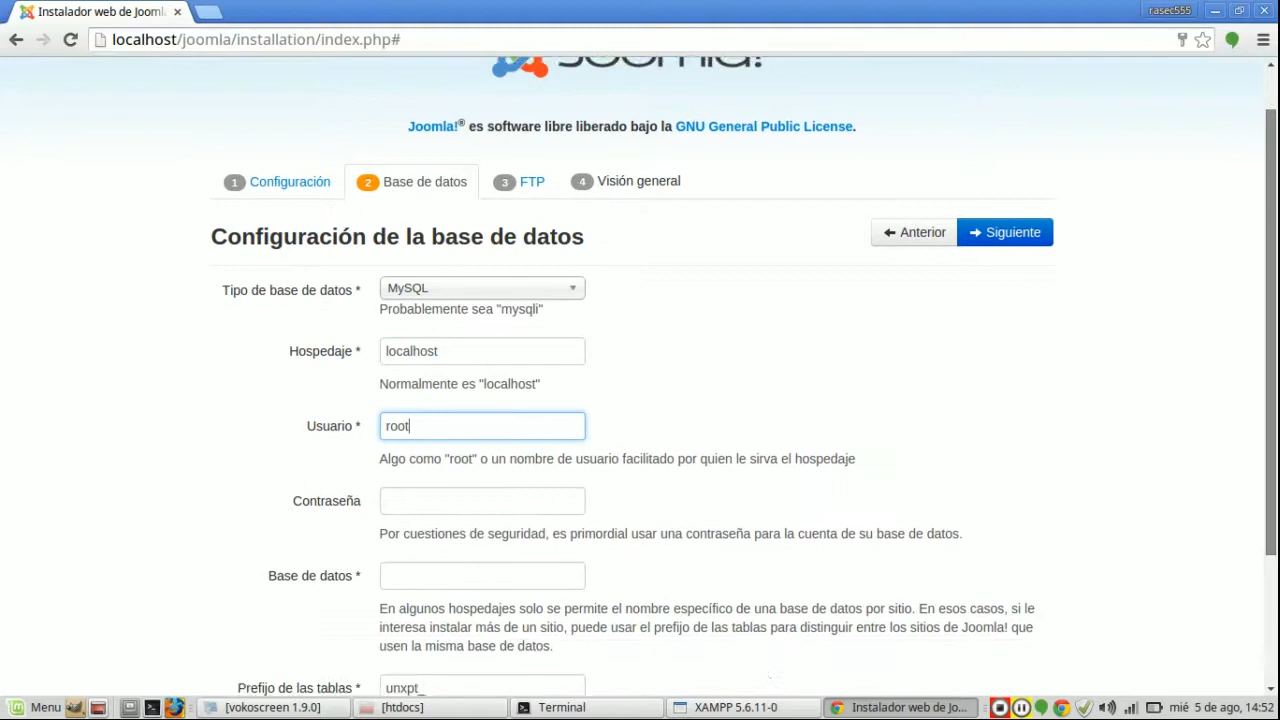 Instalador web de Jooml
rasec555
localhost/joomla/installation/index.php#
Joomla!
Joomla!® es software libre liberado bajo la GNU General Public License.
1 Configuración 2 Base de datos 3 FTP 4 Visión general
Configuración de la base de datos
Anterior Siguiente
Tipo de base de datos * MySQL
Probablemente sea "mysqli"
Hospedaje * localhost
Normalmente es "localhost"
Usuario * root
Algo como "root" o un nombre de usuario facilitado por quien le sirva el hospedaje
Contraseña
Por cuestiones de seguridad, es primordial usar una contraseña para la cuenta de su base de datos.
Base de datos *
En algunos hospedajes solo se permite el nombre específico de una base de datos por sitio. En esos casos, si le
interesa instalar más de un sitio, puede usar el prefijo de las tablas para distinguir entre los sitios de Joomla! que
usen la misma base de datos.
Prefijo de las tablas * unxpt_
Menu [vokoscreen 1.9.0] [htdocs] Terminal XAMPP 5.6.11-0 Instalador web de Jo... mié 5 de ago, 14:52